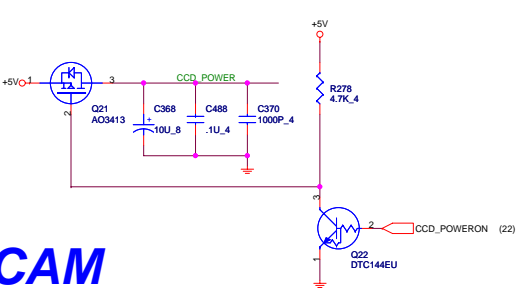 +5V
+5V 1 3 CCD_POWER
R278
4.7K_4
Q21
AO3413
2
C368
+
10U_8
C488
.1U_4
C370
1000P_4
3
2 CCD_POWERON (22)
1
Q22
DTC144EU
CAM